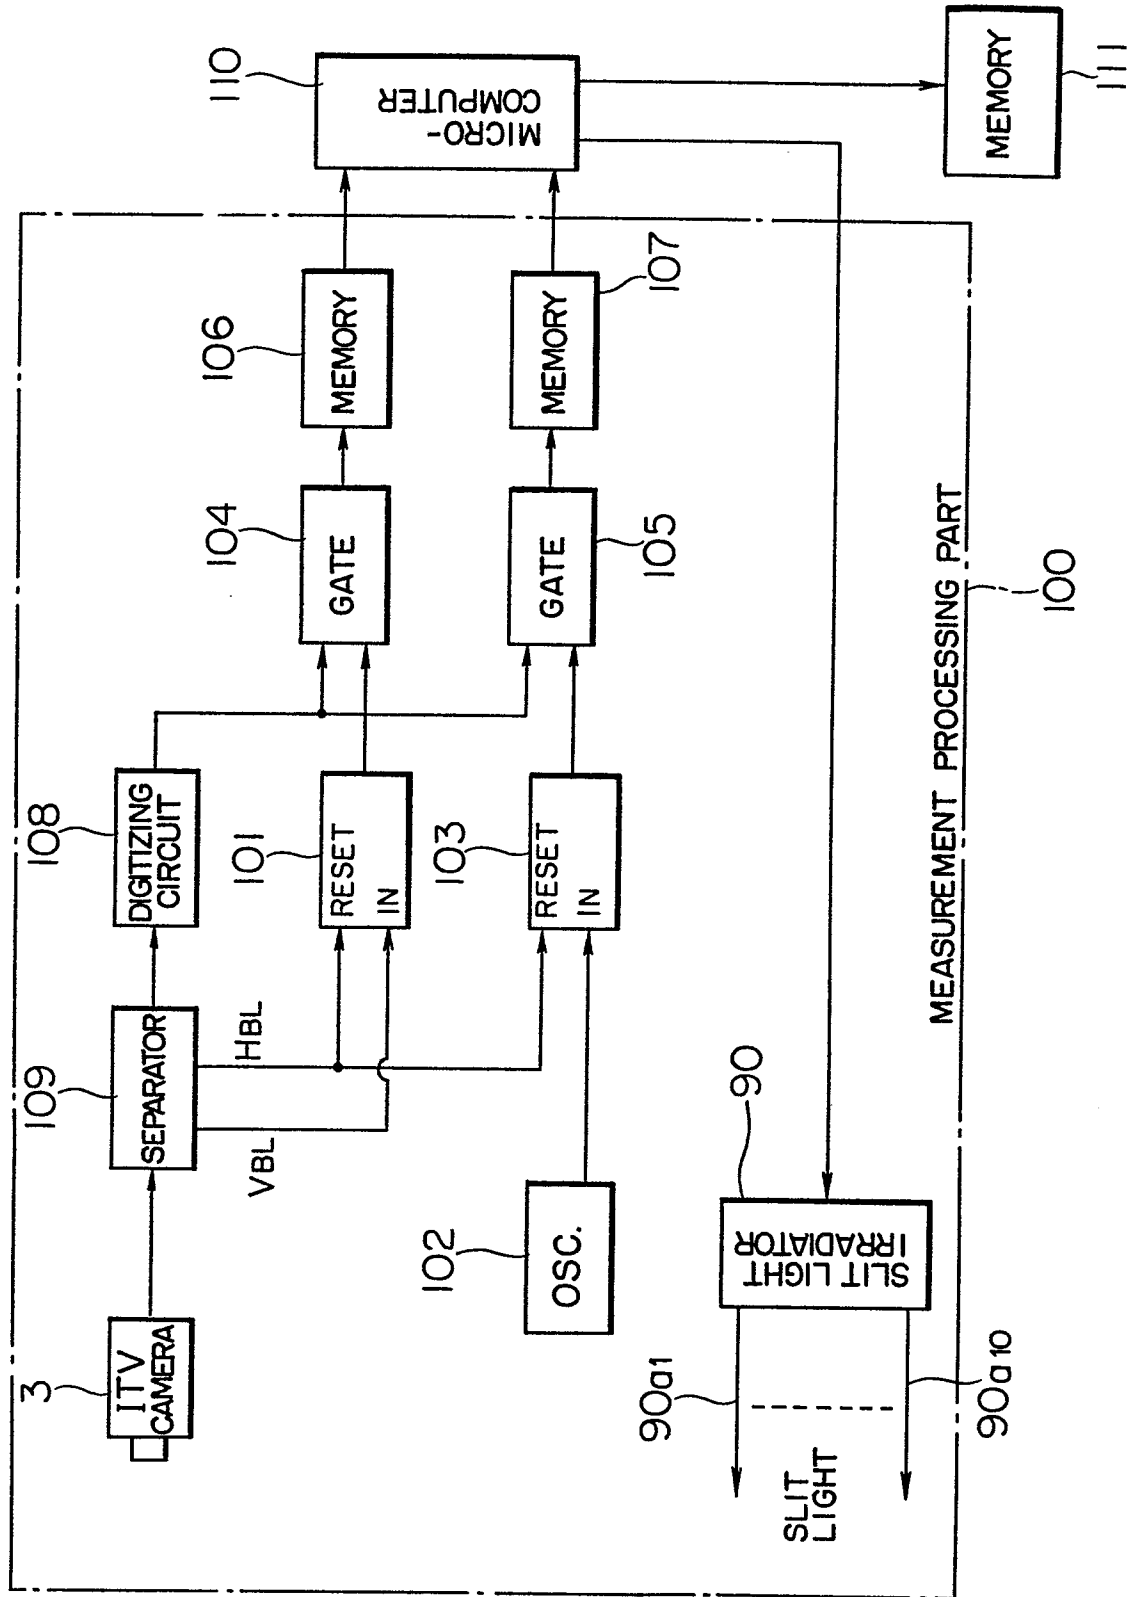 3
ITV
CAMERA
109
SEPARATOR
VBL
HBL
108
DIGITIZING
CIRCUIT
101
RESET
IN
104
GATE
106
MEMORY
110
MICRO-
COMPUTER
102
OSC.
103
RESET
IN
105
GATE
107
MEMORY
111
MEMORY
90
SLIT LIGHT
IRRADIATOR
90a1
90a10
SLIT
LIGHT
MEASUREMENT PROCESSING PART
100